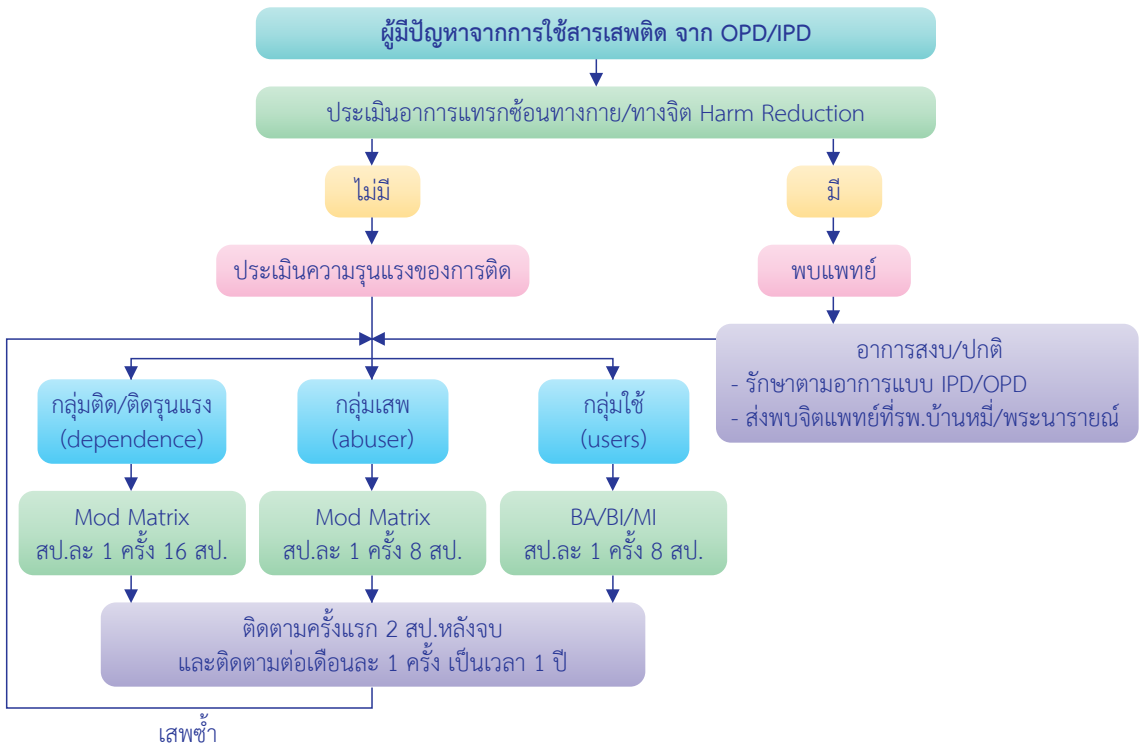 ผู้มีปัญหาจากการใช้สารเสพติด จาก OPD/IPD
ประเมินอาการแทรกซ้อนทางกาย/ทางจิต Harm Reduction
ไม่มี
มี
ประเมินความรุนแรงของการติด
พบแพทย์
อาการสงบ/ปกติ
- รักษาตามอาการแบบ IPD/OPD
- ส่งพบจิตแพทย์ที่รพ.บ้านหมี่/พระนารายณ์
กลุ่มติด/ติดรุนแรง
(dependence)
กลุ่มเสพ
(abuser)
กลุ่มใช้
(users)
Mod Matrix
สป.ละ 1 ครั้ง 16 สป.
Mod Matrix
สป.ละ 1 ครั้ง 8 สป.
BA/BI/MI
สป.ละ 1 ครั้ง 8 สป.
ติดตามครั้งแรก 2 สป.หลังจบ
และติดตามต่อเดือนละ 1 ครั้ง เป็นเวลา 1 ปี
เสพซ้ำ